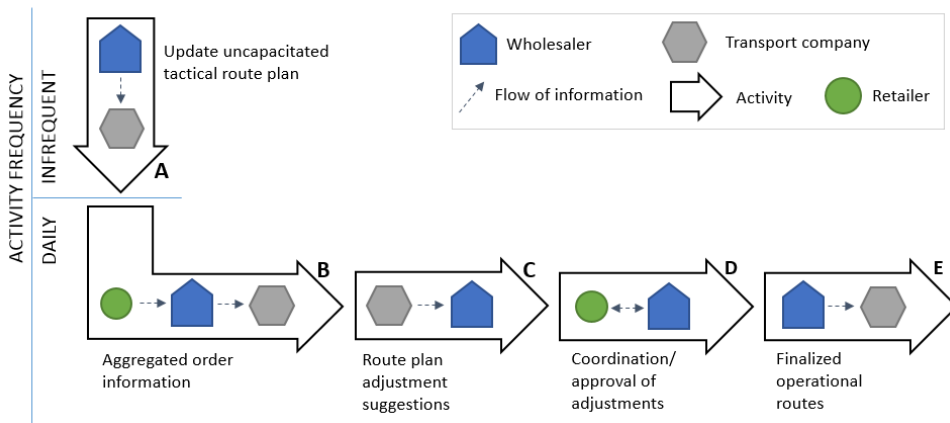 ACTIVITY FREQUENCY
INFREQUENT
DAILY
Update uncapacitated
tactical route plan
A
Wholesaler
Transport company
Flow of information
Activity
Retailer
B
Aggregated order
information
C
Route plan
adjustment
suggestions
D
Coordination/
approval of
adjustments
E
Finalized
operational
routes